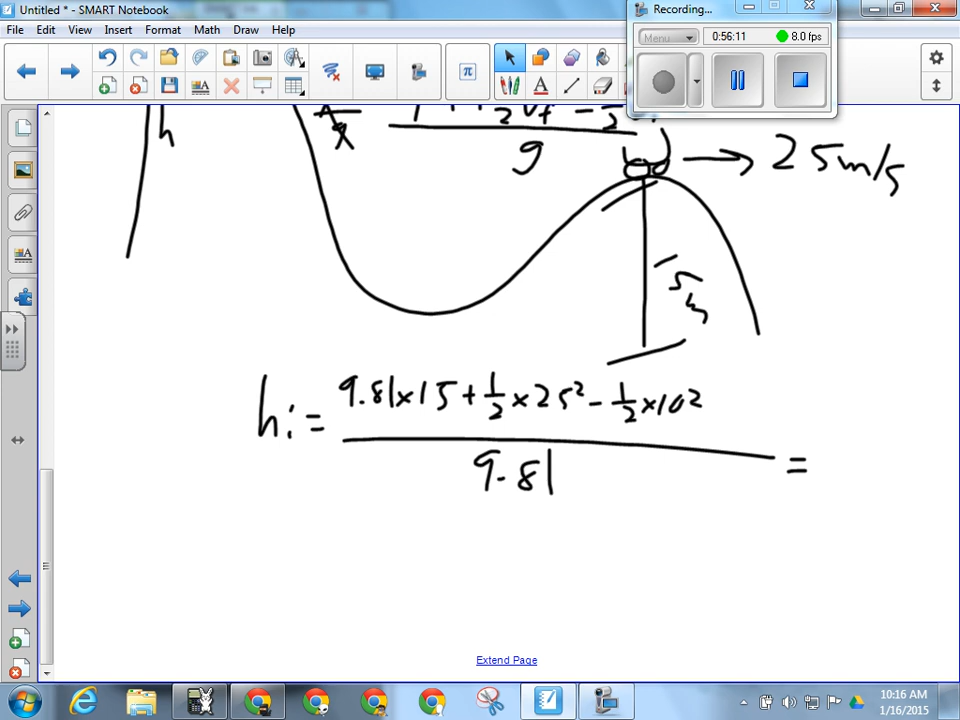 Untitled * - SMART Notebook
Recording...
File Edit View Insert Format Math Draw Help
Menu 0:56:11 8.0 fps
π
A
h
g
25m/s
15m
hi = 9.81×15 + 1/2 × 25² - 1/2 × 10²
9.81
=
Extend Page
10:16 AM
1/16/2015